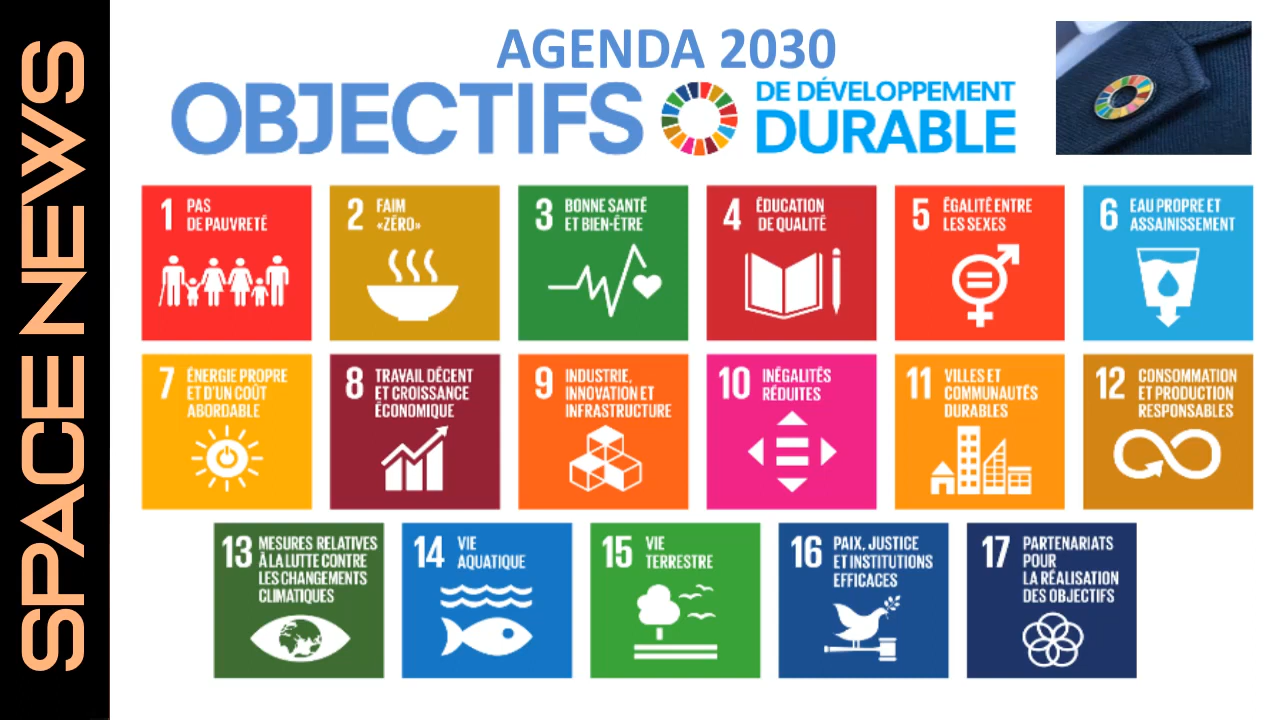 SPACE NEWS
AGENDA 2030
OBJECTIFS
DE DÉVELOPPEMENT
DURABLE
1 PAS
DE PAUVRETÉ
2 FAIM
«ZÉRO»
3 BONNE SANTÉ
ET BIEN-ÊTRE
4 ÉDUCATION
DE QUALITÉ
5 ÉGALITÉ ENTRE
LES SEXES
6 EAU PROPRE ET
ASSAINISSEMENT
7 ÉNERGIE PROPRE
ET D'UN COÛT
ABORDABLE
8 TRAVAIL DÉCENT
ET CROISSANCE
ÉCONOMIQUE
9 INDUSTRIE,
INNOVATION ET
INFRASTRUCTURE
10 INÉGALITÉS
RÉDUITES
11 VILLES ET
COMMUNAUTÉS
DURABLES
12 CONSOMMATION
ET PRODUCTION
RESPONSABLES
13 MESURES RELATIVES
À LA LUTTE CONTRE
LES CHANGEMENTS
CLIMATIQUES
14 VIE
AQUATIQUE
15 VIE
TERRESTRE
16 PAIX, JUSTICE
ET INSTITUTIONS
EFFICACES
17 PARTENARIATS
POUR
LA RÉALISATION
DES OBJECTIFS